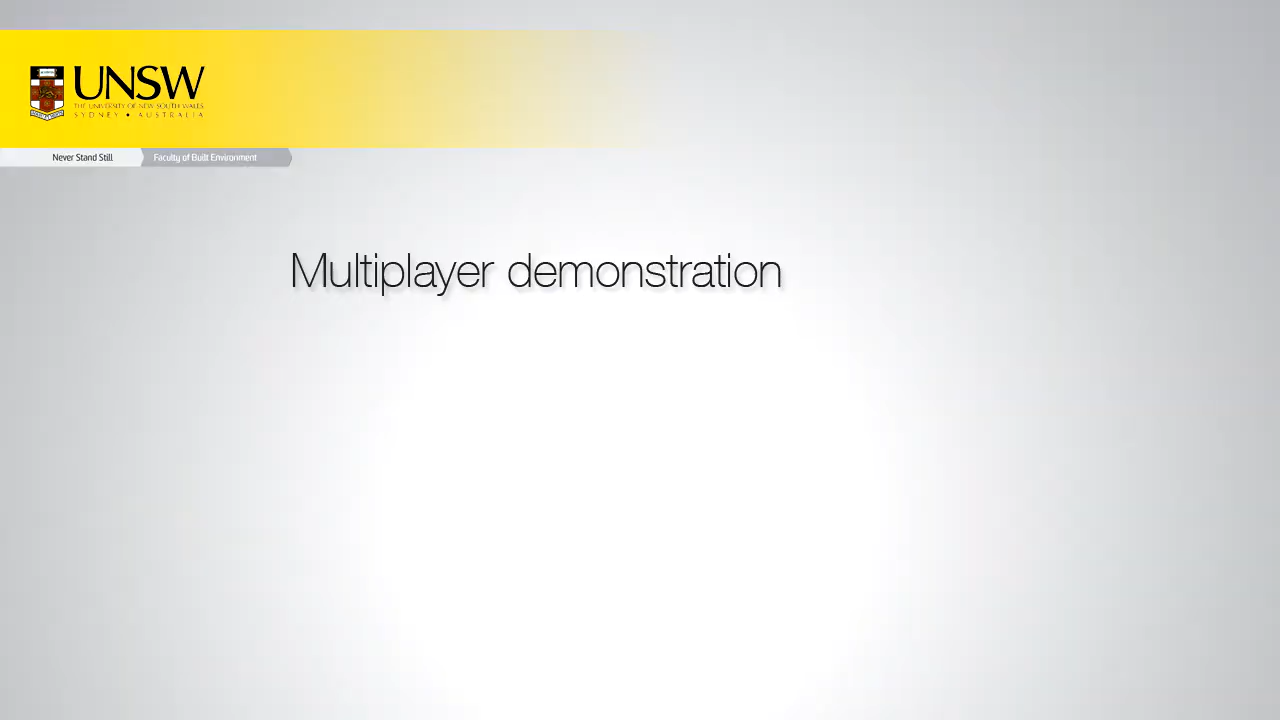 UNSW
THE UNIVERSITY OF NEW SOUTH WALES
SYDNEY • AUSTRALIA
Never Stand Still
Faculty of Built Environment
Multiplayer demonstration